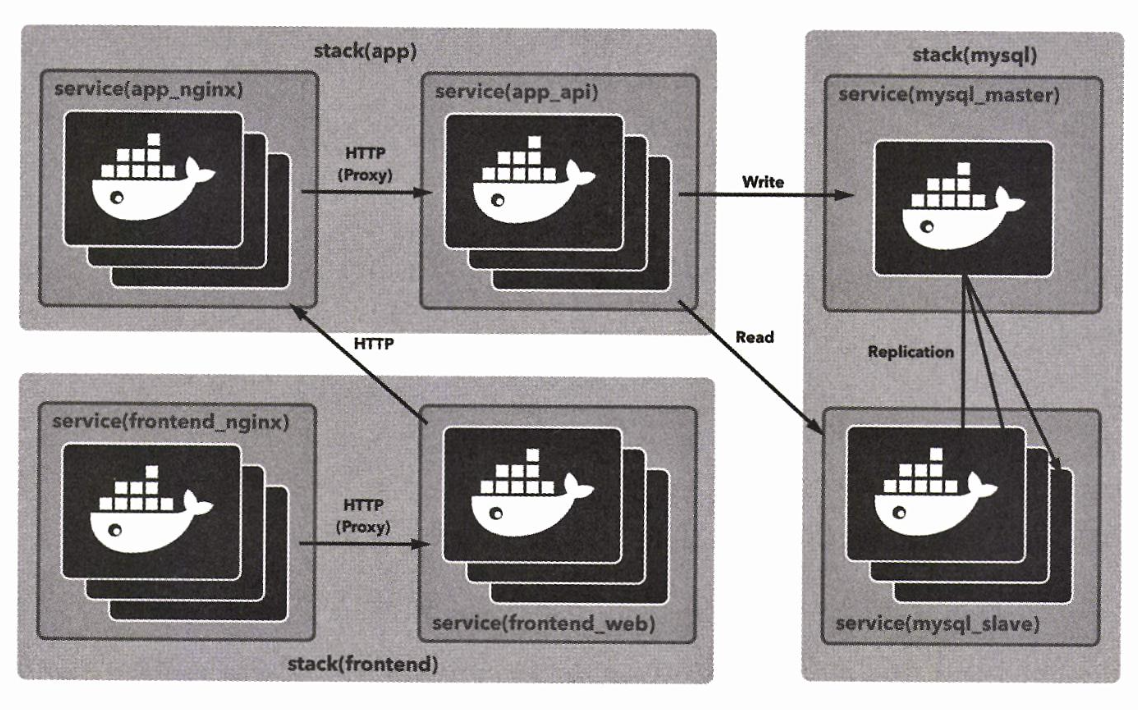 stack(app)
service(app_nginx)
HTTP
(Proxy)
service(app_api)
Write
stack(mysql)
service(mysql_master)
HTTP
Read
Replication
service(frontend_nginx)
HTTP
(Proxy)
service(frontend_web)
stack(frontend)
service(mysql_slave)